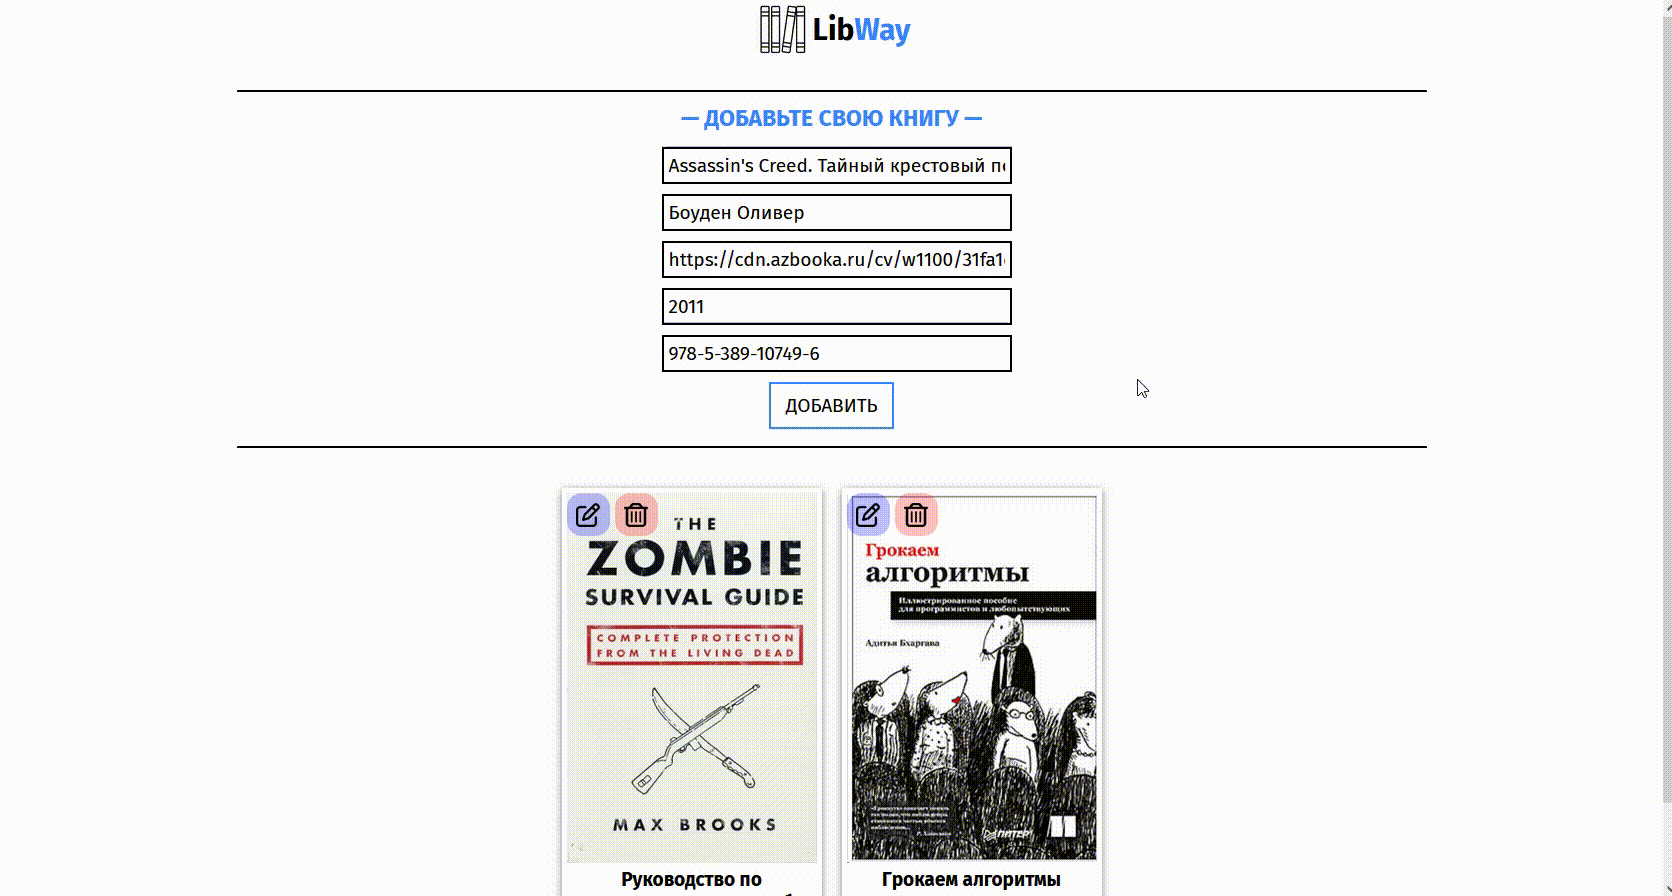 LibWay
— ДОБАВЬТЕ СВОЮ КНИГУ —
Assassin's Creed. Тайный крестовый по
Боуден Оливер
https://cdn.azbooka.ru/cv/w1100/31fa1
2011
978-5-389-10749-6
ДОБАВИТЬ
THE
ZOMBIE
SURVIVAL GUIDE
COMPLETE PROTECTION
FROM THE LIVING DEAD
MAX BROOKS
Грокаем
алгоритмы
Иллюстрированное пособие
для программистов и любопытствующих
Адитья Бхаргава
ПИТЕР
Руководство по
Грокаем алгоритмы